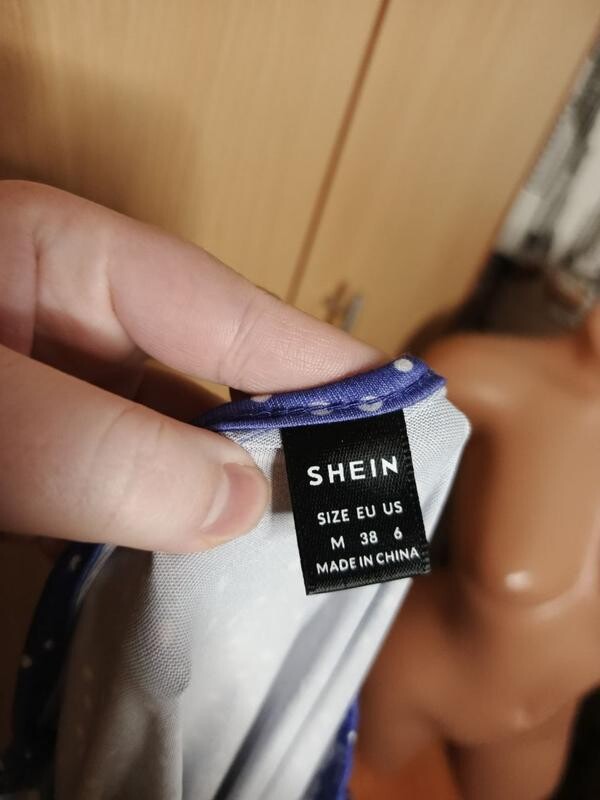 SHEIN
SIZE EU US
M 38 6
MADE IN CHINA